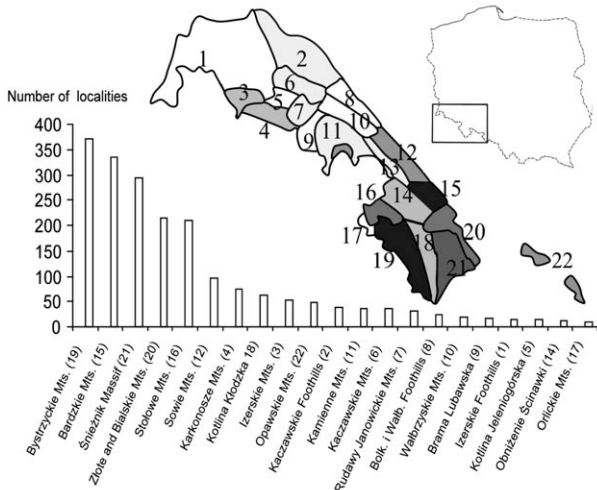 1
2
3
4
5
6
7
8
9
10
11
12
13
14
15
16
17
18
19
20
21
22
Number of localities
400
350
300
250
200
150
100
50
0
Bystrzyckie Mts. (19)
Bardzkie Mts. (15)
Śnieżnik Massif (21)
Złote and Bialskie Mts. (20)
Stołowe Mts. (16)
Sowie Mts. (12)
Karkonosze Mts. (4)
Kotlina Kłodzka 18)
Izerskie Mts. (3)
Opawskie Mts. (22)
Kaczawskie Foothills (2)
Kamienne Mts. (11)
Kaczawskie Mts. (6)
Rudawy Janowickie Mts. (7)
Bolk. i Wałb. Foothills (8)
Wałbrzyskie Mts. (10)
Brama Lubawska (9)
Izerskie Foothills (1)
Kotlina Jeleniogórska (5)
Obniżenie Ścinawki (14)
Orlickie Mts. (17)